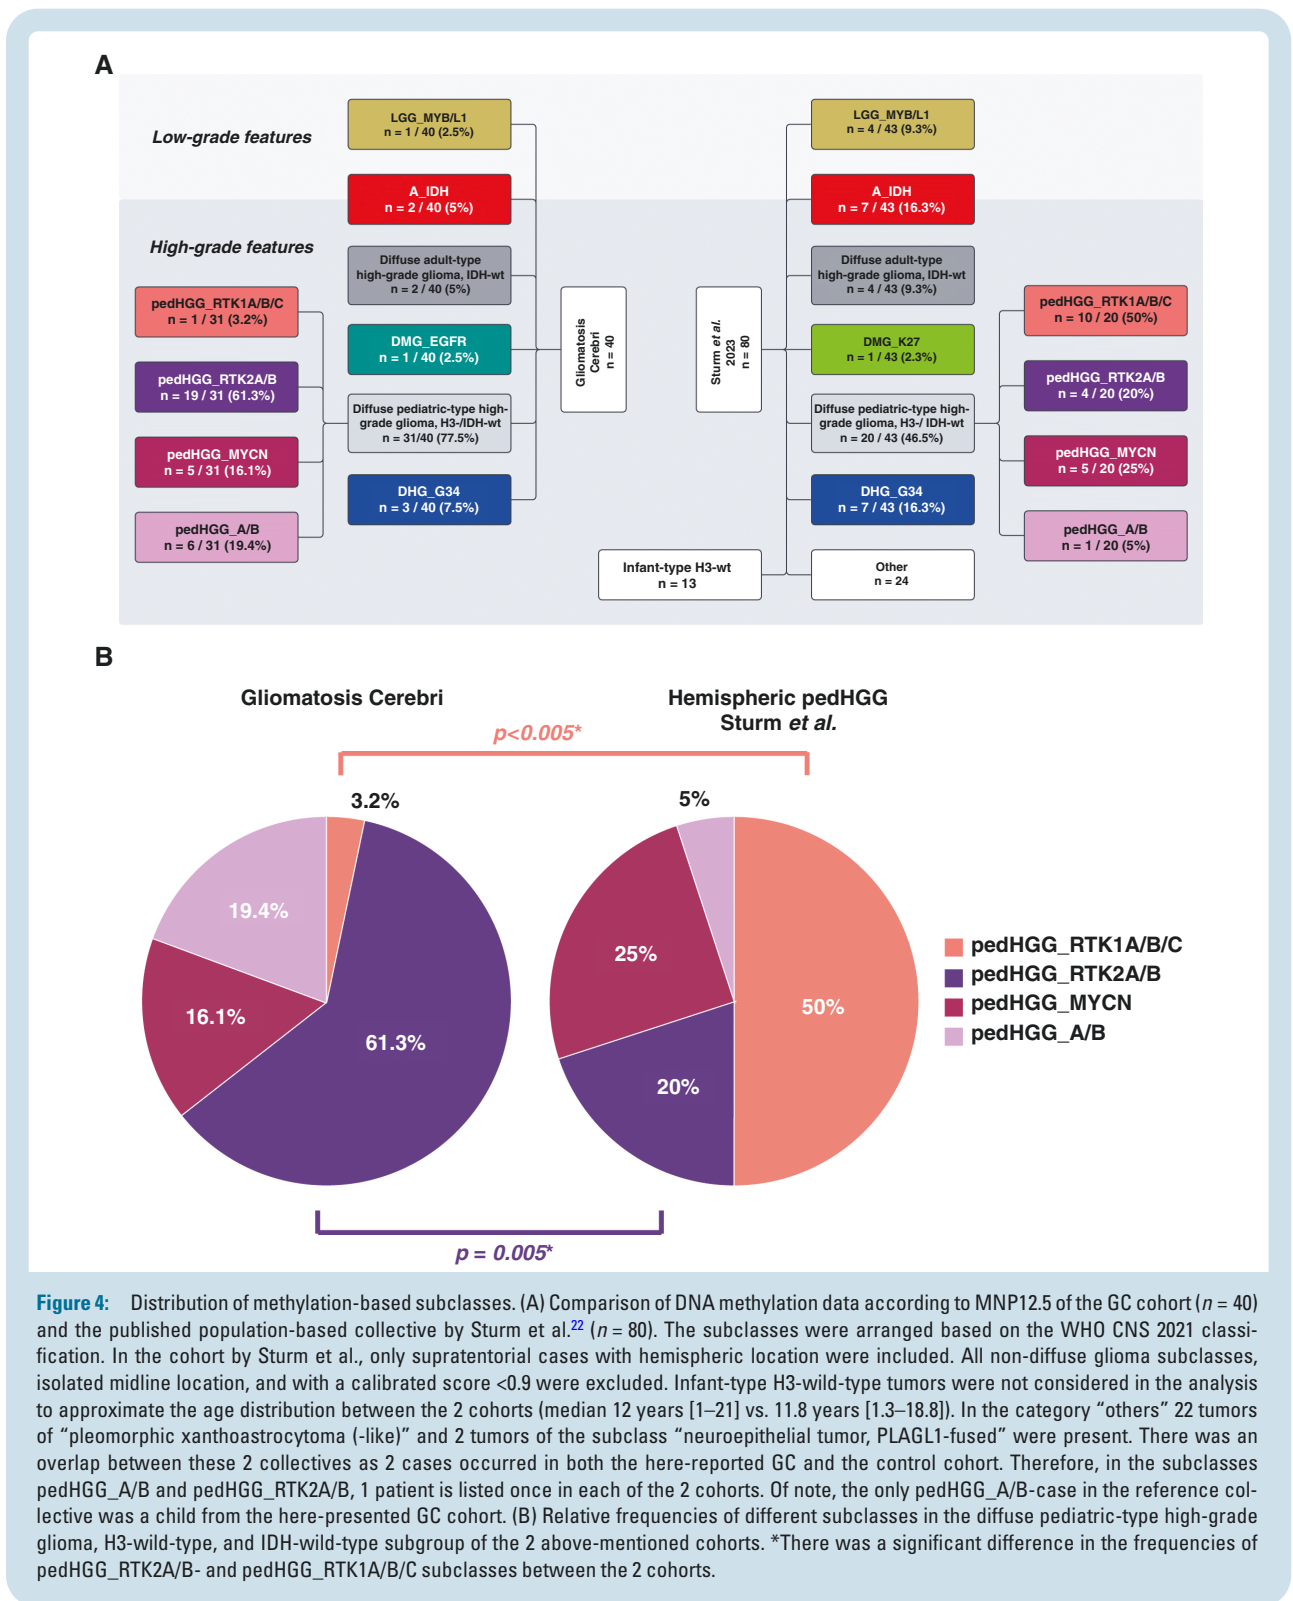 A
Low-grade features
High-grade features
LGG_MYB/L1
n = 1 / 40 (2.5%)
A_IDH
n = 2 / 40 (5%)
Diffuse adult-type
high-grade glioma, IDH-wt
n = 2 / 40 (5%)
DMG_EGFR
n = 1 / 40 (2.5%)
Diffuse pediatric-type high-
grade glioma, H3-/IDH-wt
n = 31/40 (77.5%)
DHG_G34
n = 3 / 40 (7.5%)
pedHGG_RTK1A/B/C
n = 1 / 31 (3.2%)
pedHGG_RTK2A/B
n = 19 / 31 (61.3%)
pedHGG_MYCN
n = 5 / 31 (16.1%)
pedHGG_A/B
n = 6 / 31 (19.4%)
Gliomatosis
Cerebri
n = 40
Sturm et al.
2023
n = 80
LGG_MYB/L1
n = 4 / 43 (9.3%)
A_IDH
n = 7 / 43 (16.3%)
Diffuse adult-type
high-grade glioma, IDH-wt
n = 4 / 43 (9.3%)
DMG_K27
n = 1 / 43 (2.3%)
Diffuse pediatric-type high-
grade glioma, H3-/ IDH-wt
n = 20 / 43 (46.5%)
DHG_G34
n = 7 / 43 (16.3%)
Infant-type H3-wt
n = 13
Other
n = 24
pedHGG_RTK1A/B/C
n = 10 / 20 (50%)
pedHGG_RTK2A/B
n = 4 / 20 (20%)
pedHGG_MYCN
n = 5 / 20 (25%)
pedHGG_A/B
n = 1 / 20 (5%)
B
Gliomatosis Cerebri
Hemispheric pedHGG
Sturm et al.
p<0.005*
3.2%
5%
19.4%
16.1%
61.3%
25%
20%
50%
pedHGG_RTK1A/B/C
pedHGG_RTK2A/B
pedHGG_MYCN
pedHGG_A/B
p = 0.005*
Figure 4: Distribution of methylation-based subclasses. (A) Comparison of DNA methylation data according to MNP12.5 of the GC cohort (n = 40)
and the published population-based collective by Sturm et al.22 (n = 80). The subclasses were arranged based on the WHO CNS 2021 classi-
fication. In the cohort by Sturm et al., only supratentorial cases with hemispheric location were included. All non-diffuse glioma subclasses,
isolated midline location, and with a calibrated score <0.9 were excluded. Infant-type H3-wild-type tumors were not considered in the analysis
to approximate the age distribution between the 2 cohorts (median 12 years [1–21] vs. 11.8 years [1.3–18.8]). In the category “others” 22 tumors
of “pleomorphic xanthoastrocytoma (-like)” and 2 tumors of the subclass “neuroepithelial tumor, PLAGL1-fused” were present. There was an
overlap between these 2 collectives as 2 cases occurred in both the here-reported GC and the control cohort. Therefore, in the subclasses
pedHGG_A/B and pedHGG_RTK2A/B, 1 patient is listed once in each of the 2 cohorts. Of note, the only pedHGG_A/B-case in the reference col-
lective was a child from the here-presented GC cohort. (B) Relative frequencies of different subclasses in the diffuse pediatric-type high-grade
glioma, H3-wild-type, and IDH-wild-type subgroup of the 2 above-mentioned cohorts. *There was a significant difference in the frequencies of
pedHGG_RTK2A/B- and pedHGG_RTK1A/B/C subclasses between the 2 cohorts.